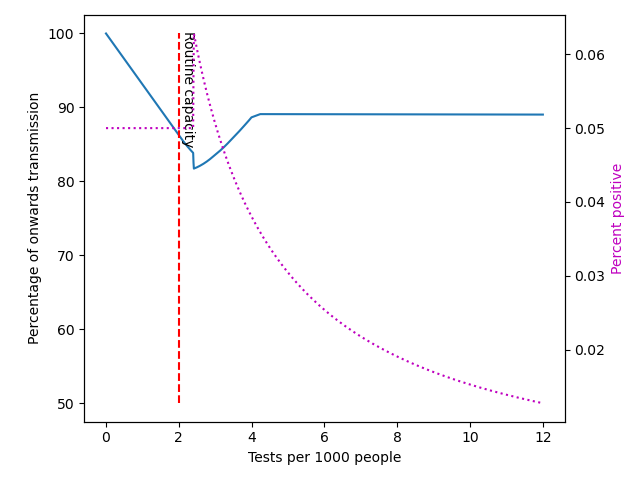 100
90
80
70
60
50
Percentage of onwards transmission
Routine capacity
0.06
0.05
0.04
0.03
0.02
Percent positive
0 2 4 6 8 10 12
Tests per 1000 people